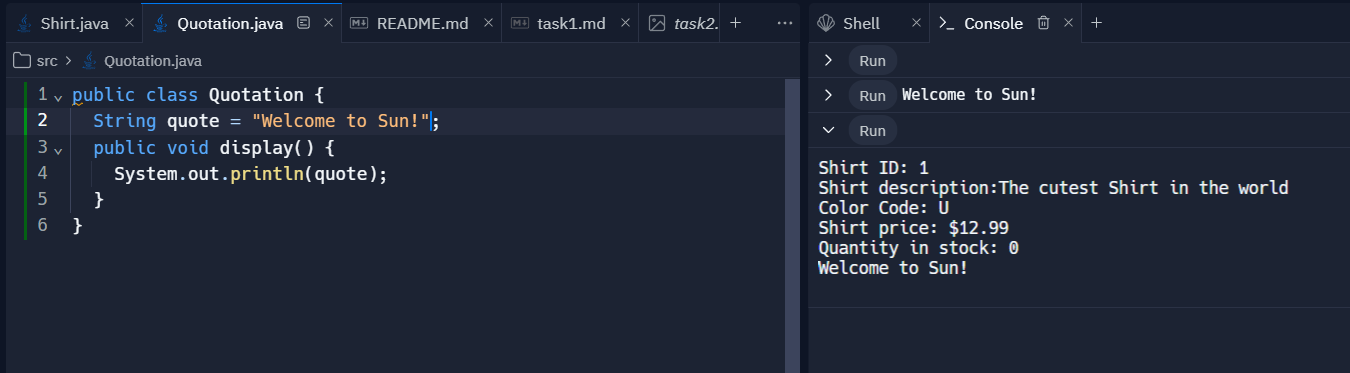 Shirt.java
Quotation.java
README.md
task1.md
task2.
Shell
Console
src > Quotation.java
1 public class Quotation {
2 String quote = "Welcome to Sun!";
3 public void display() {
4 System.out.println(quote);
5 }
6 }
Run
Run Welcome to Sun!
Run
Shirt ID: 1
Shirt description:The cutest Shirt in the world
Color Code: U
Shirt price: $12.99
Quantity in stock: 0
Welcome to Sun!